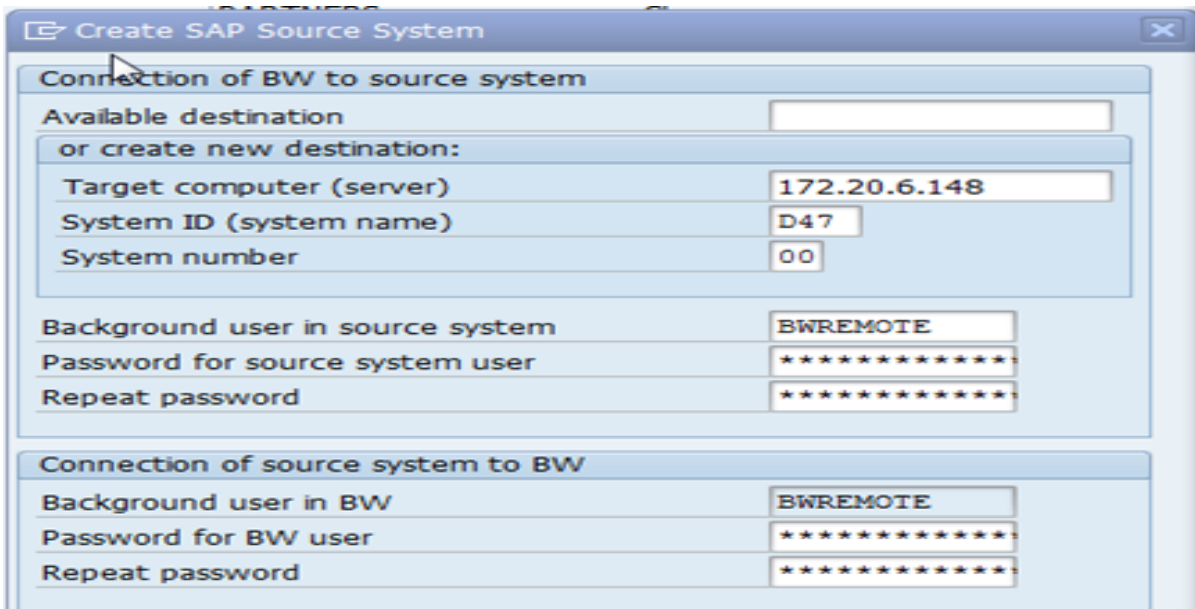 Create SAP Source System
Connection of BW to source system
Available destination
or create new destination:
Target computer (server) 172.20.6.148
System ID (system name) D47
System number 00
Background user in source system BWREMOTE
Password for source system user *************
Repeat password *************
Connection of source system to BW
Background user in BW BWREMOTE
Password for BW user *************
Repeat password *************